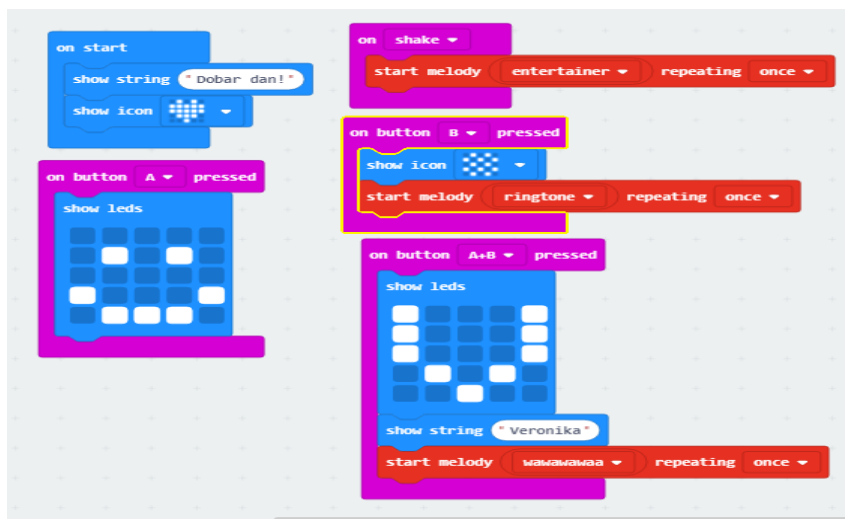 on start
show string "Dobar dan!"
show icon
on button A pressed
show leds
on shake
start melody entertainer repeating once
on button B pressed
show icon
start melody ringtone repeating once
on button A+B pressed
show leds
show string "Veronika"
start melody wawawawaa repeating once